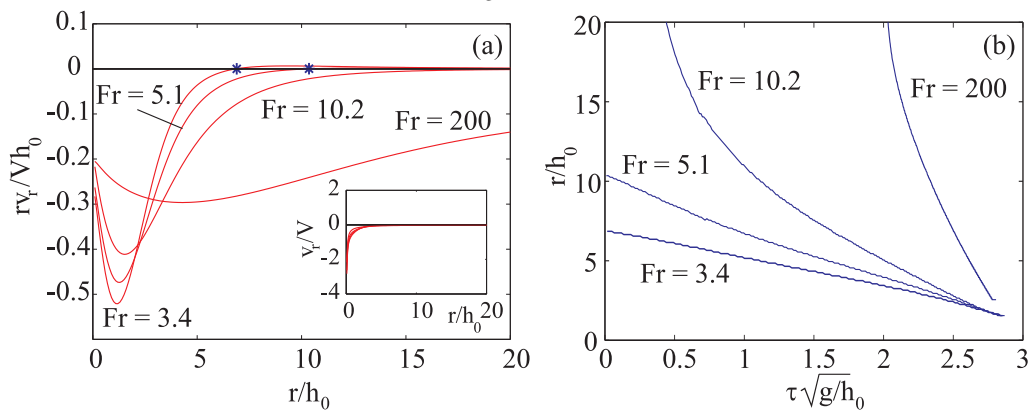 (a)
0.1
0
-0.1
-0.2
-0.3
-0.4
-0.5
rv_r/Vh_0
Fr = 5.1
Fr = 10.2
Fr = 200
Fr = 3.4
2
0
-2
-4
v_r/V
0
10
20
r/h_0
0
5
10
15
20
r/h_0
(b)
20
15
10
5
0
r/h_0
Fr = 10.2
Fr = 200
Fr = 5.1
Fr = 3.4
0
0.5
1
1.5
2
2.5
3
τ√g/h_0